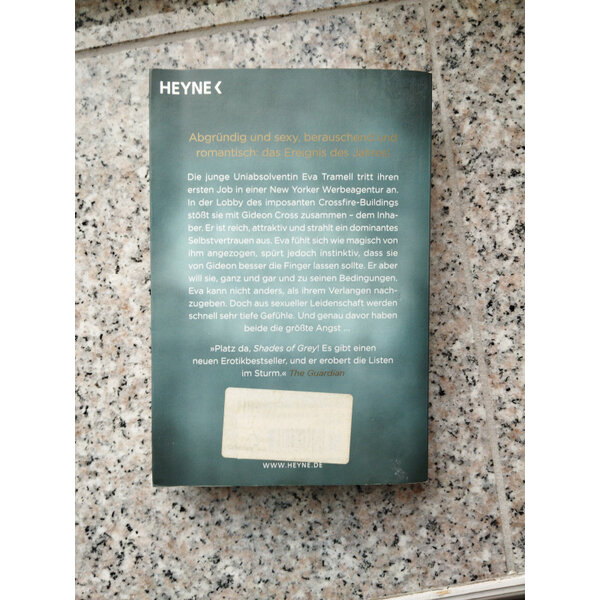 HEYNE
Abgründig und sexy, berauschend und
romantisch: das Ereignis des Jahres
Die junge Uniabsolventin Eva Tramell tritt ihren
ersten Job in einer New Yorker Werbeagentur an.
In der Lobby des imposanten Crossfire-Buildings
stößt sie mit Gideon Cross zusammen – dem Inha-
ber. Er ist reich, attraktiv und strahlt ein dominantes
Selbstvertrauen aus. Eva fühlt sich wie magisch von
ihm angezogen, spürt jedoch instinktiv, dass sie
von Gideon besser die Finger lassen sollte. Er aber
will sie, ganz und gar und zu seinen Bedingungen.
Eva kann nicht anders, als ihrem Verlangen nach-
zugeben. Doch aus sexueller Leidenschaft werden
schnell sehr tiefe Gefühle. Und genau davor haben
beide die größte Angst ...
»Platz da, Shades of Grey! Es gibt einen
neuen Erotikbestseller, und er erobert die Listen
im Sturm.« The Guardian
WWW.HEYNE.DE